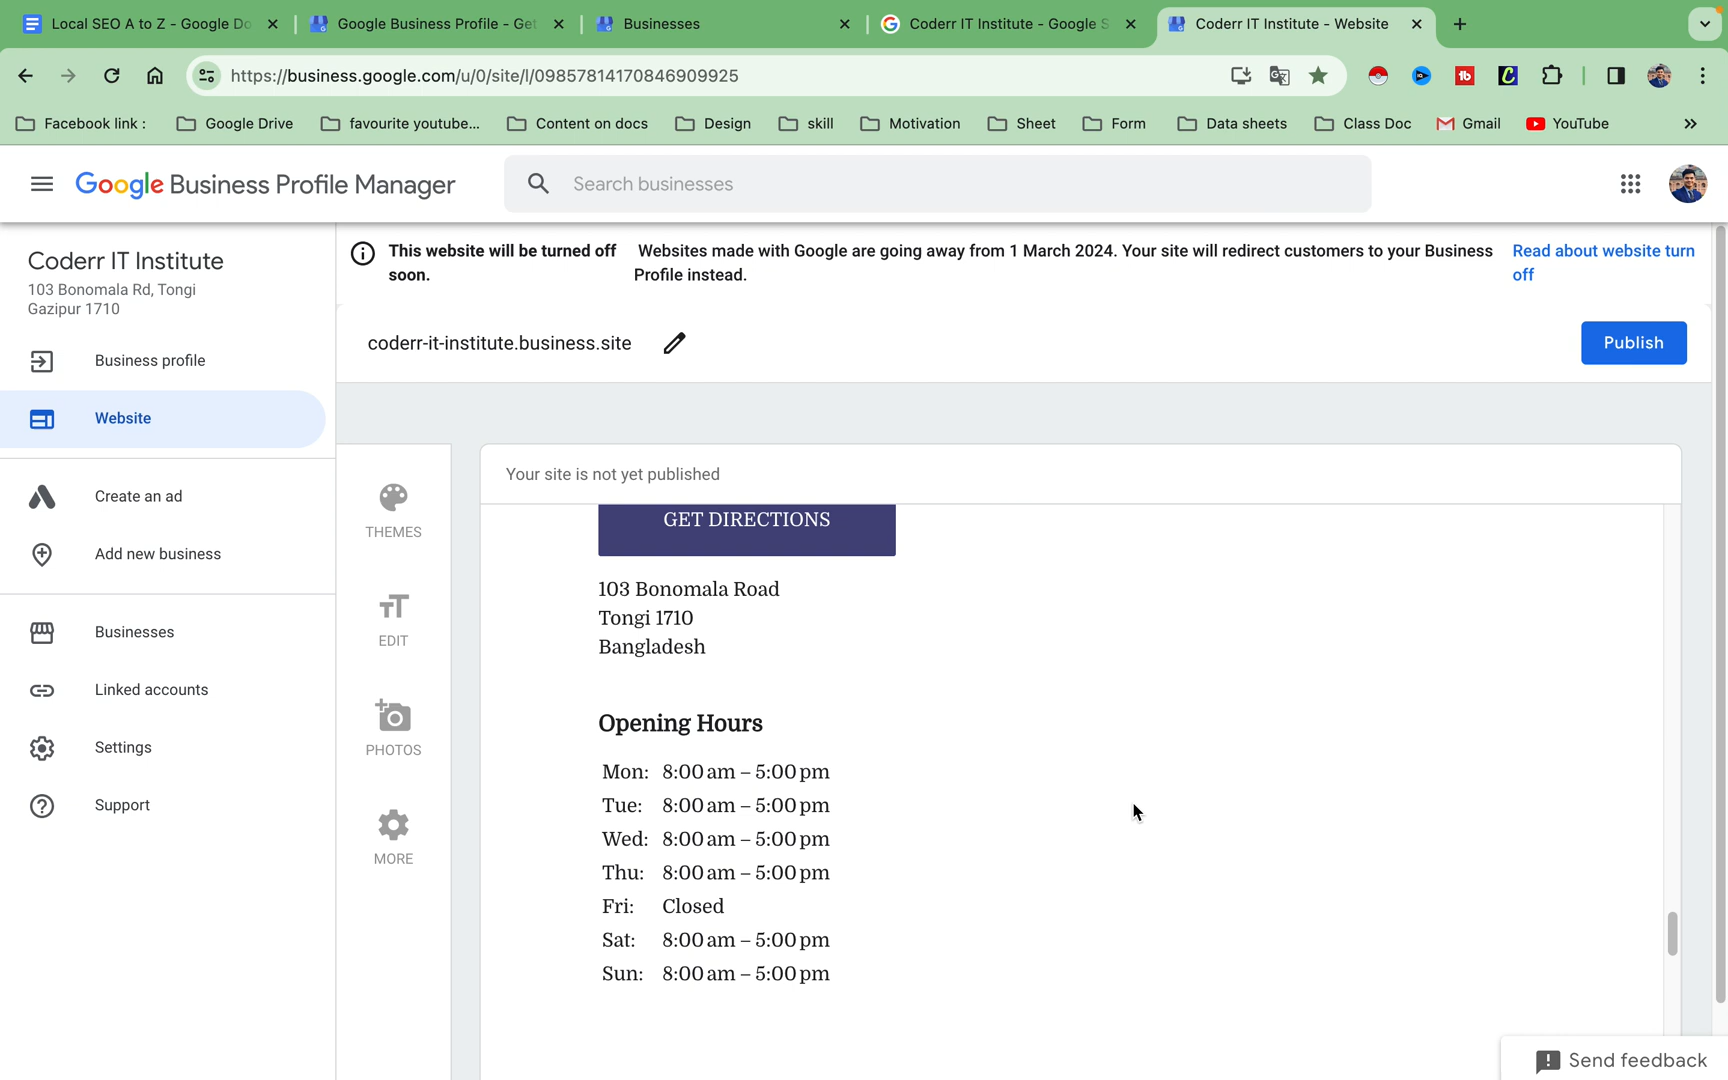 Local SEO A to Z - Google Do
Google Business Profile - Get
Businesses
Coderr IT Institute - Google S
Coderr IT Institute - Website
https://business.google.com/u/0/site/l/09857814170846909925
Facebook link :
Google Drive
favourite youtube...
Content on docs
Design
skill
Motivation
Sheet
Form
Data sheets
Class Doc
Gmail
YouTube
Google Business Profile Manager
Search businesses
Coderr IT Institute
103 Bonomala Rd, Tongi
Gazipur 1710
Business profile
Website
Create an ad
Add new business
Businesses
Linked accounts
Settings
Support
This website will be turned off
soon.
Websites made with Google are going away from 1 March 2024. Your site will redirect customers to your Business
Profile instead.
Read about website turn
off
coderr-it-institute.business.site
Publish
THEMES
EDIT
PHOTOS
MORE
Your site is not yet published
GET DIRECTIONS
103 Bonomala Road
Tongi 1710
Bangladesh
Opening Hours
Mon: 8:00 am – 5:00 pm
Tue: 8:00 am – 5:00 pm
Wed: 8:00 am – 5:00 pm
Thu: 8:00 am – 5:00 pm
Fri: Closed
Sat: 8:00 am – 5:00 pm
Sun: 8:00 am – 5:00 pm
Send feedback